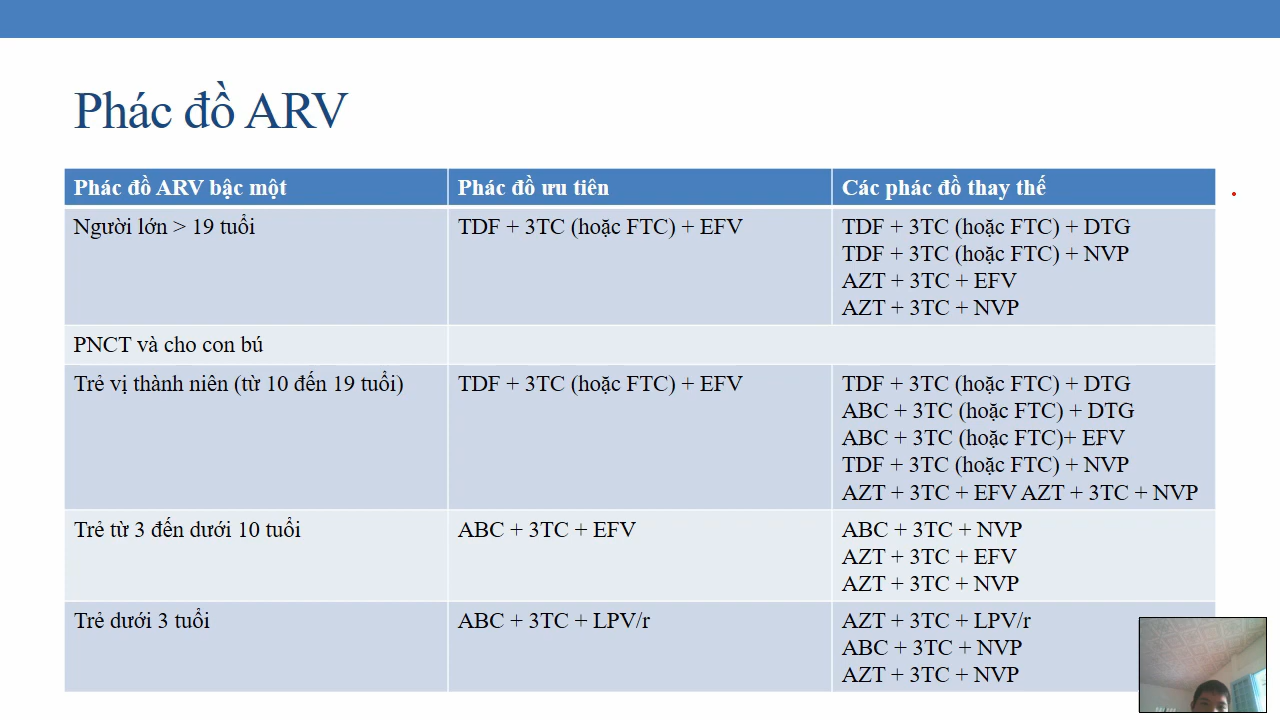 Phác đồ ARV
Phác đồ ARV bậc một
Phác đồ ưu tiên
Các phác đồ thay thế
Người lớn > 19 tuổi
TDF + 3TC (hoặc FTC) + EFV
TDF + 3TC (hoặc FTC) + DTG
TDF + 3TC (hoặc FTC) + NVP
AZT + 3TC + EFV
AZT + 3TC + NVP
PNCT và cho con bú
Trẻ vị thành niên (từ 10 đến 19 tuổi)
TDF + 3TC (hoặc FTC) + EFV
TDF + 3TC (hoặc FTC) + DTG
ABC + 3TC (hoặc FTC) + DTG
ABC + 3TC (hoặc FTC)+ EFV
TDF + 3TC (hoặc FTC) + NVP
AZT + 3TC + EFV AZT + 3TC + NVP
Trẻ từ 3 đến dưới 10 tuổi
ABC + 3TC + EFV
ABC + 3TC + NVP
AZT + 3TC + EFV
AZT + 3TC + NVP
Trẻ dưới 3 tuổi
ABC + 3TC + LPV/r
AZT + 3TC + LPV/r
ABC + 3TC + NVP
AZT + 3TC + NVP